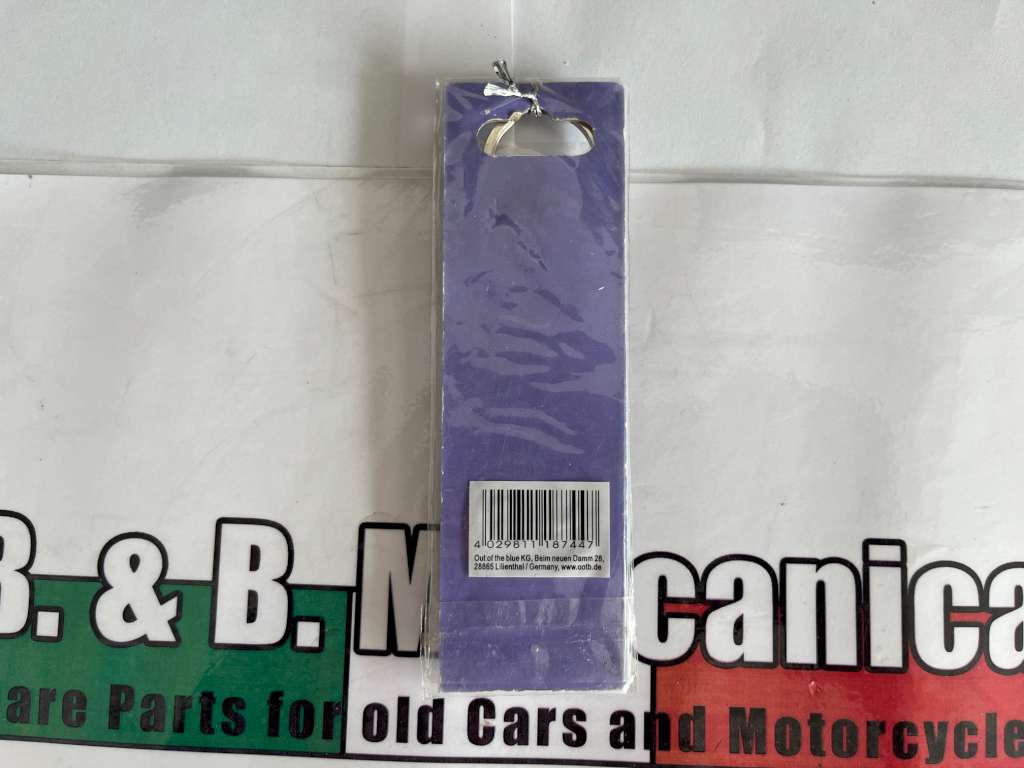 4 029811 187447
Out of the blue KG, Beim neuen Damm 28,
28865 Lilienthal / Germany, www.ootb.de
B. & B. M canica
are Parts for old Cars and Motorcycle